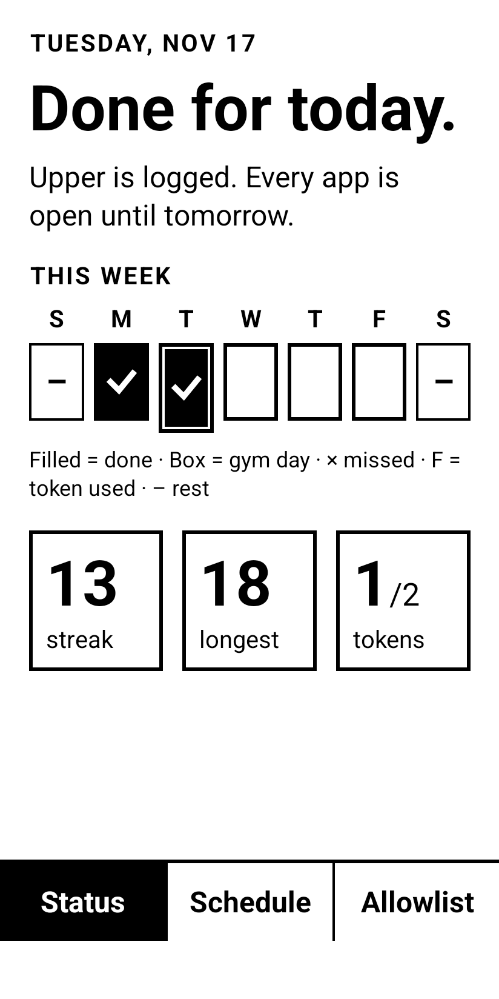 TUESDAY, NOV 17
Done for today.
Upper is logged. Every app is
open until tomorrow.
THIS WEEK
S M T W T F S
– ✓ ✓ –
Filled = done · Box = gym day · × missed · F =
token used · – rest
13 18 1/2
streak longest tokens
Status Schedule Allowlist